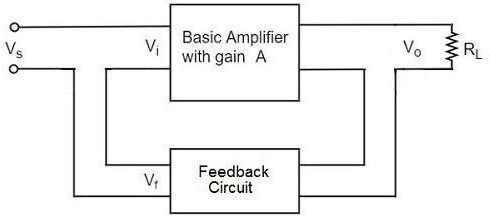 Vs
Vi
Basic Amplifier
with gain A
Vo
RL
Vf
Feedback
Circuit